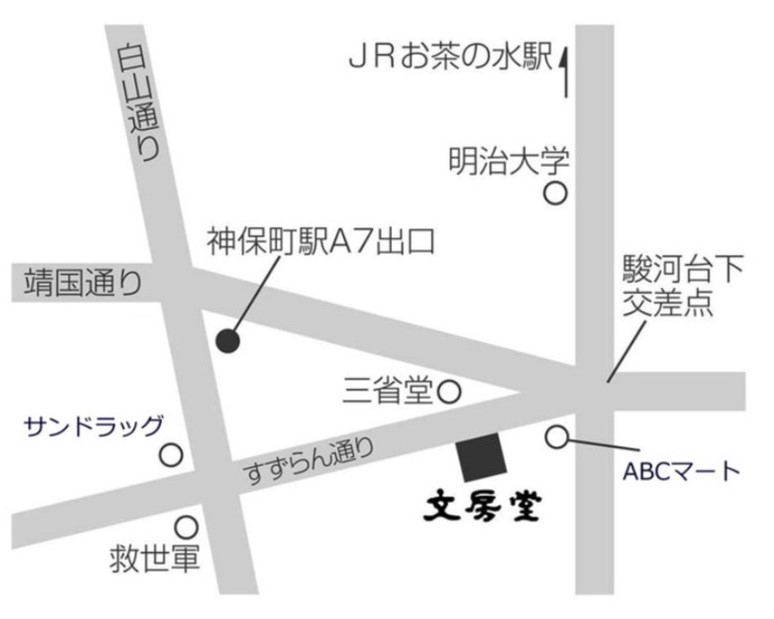 白山通り
JRお茶の水駅
明治大学
神保町駅A7出口
駿河台下
交差点
靖国通り
三省堂
サンドラッグ
すずらん通り
ABCマート
文房堂
救世軍